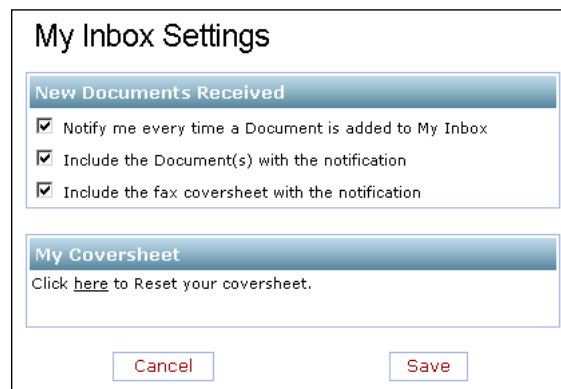 My Inbox Settings
New Documents Received
Notify me every time a Document is added to My Inbox
Include the Document(s) with the notification
Include the fax coversheet with the notification
My Coversheet
Click here to Reset your coversheet.
Cancel Save